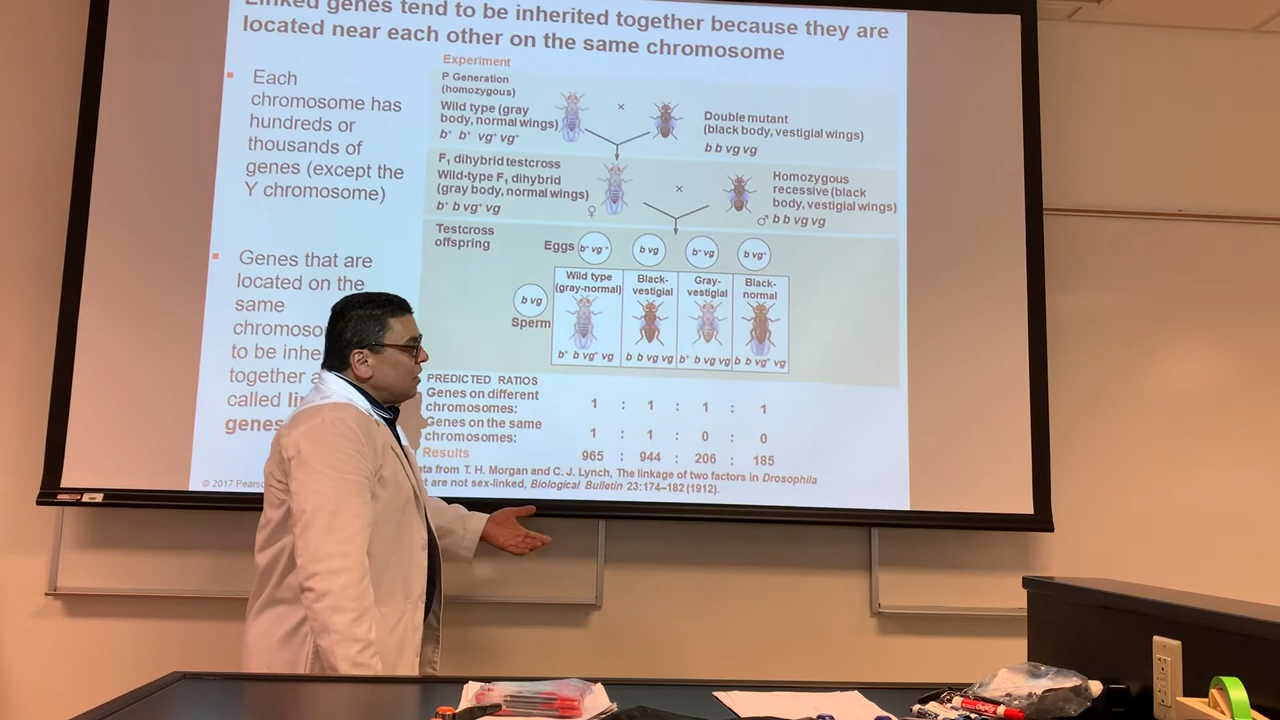 Linked genes tend to be inherited together because they are
located near each other on the same chromosome
Each
chromosome has
hundreds or
thousands of
genes (except the
Y chromosome)
Genes that are
located on the
same
to be
together
called
genes
© 2017
Experiment
P Generation
(homozygous)
Wild type (gray
body, normal wings)
b⁺ b⁺ vg⁺ vg⁺
×
Double mutant
(black body, vestigial wings)
b b vg vg
F₁ dihybrid testcross
Wild-type F₁ dihybrid
(gray body, normal wings)
b⁺ b vg⁺ vg
♀
×
Homozygous
recessive (black
body, vestigial wings)
♂ b b vg vg
Testcross
offspring
Eggs
b⁺ vg⁺
b vg
b⁺ vg
b vg⁺
b vg
Sperm
Wild type
(gray-normal)
Black-
vestigial
Gray-
vestigial
Black-
normal
b⁺ b vg⁺ vg
b b vg vg
b⁺ b vg vg
b b vg⁺ vg
PREDICTED RATIOS
Genes on different
chromosomes:
1 : 1 : 1 : 1
Genes on the same
chromosomes:
1 : 1 : 0 : 0
Results
965 : 944 : 206 : 185
from T. H. Morgan and C. J. Lynch, The linkage of two factors in Drosophila
are not sex-linked, Biological Bulletin 23:174–182 (1912).